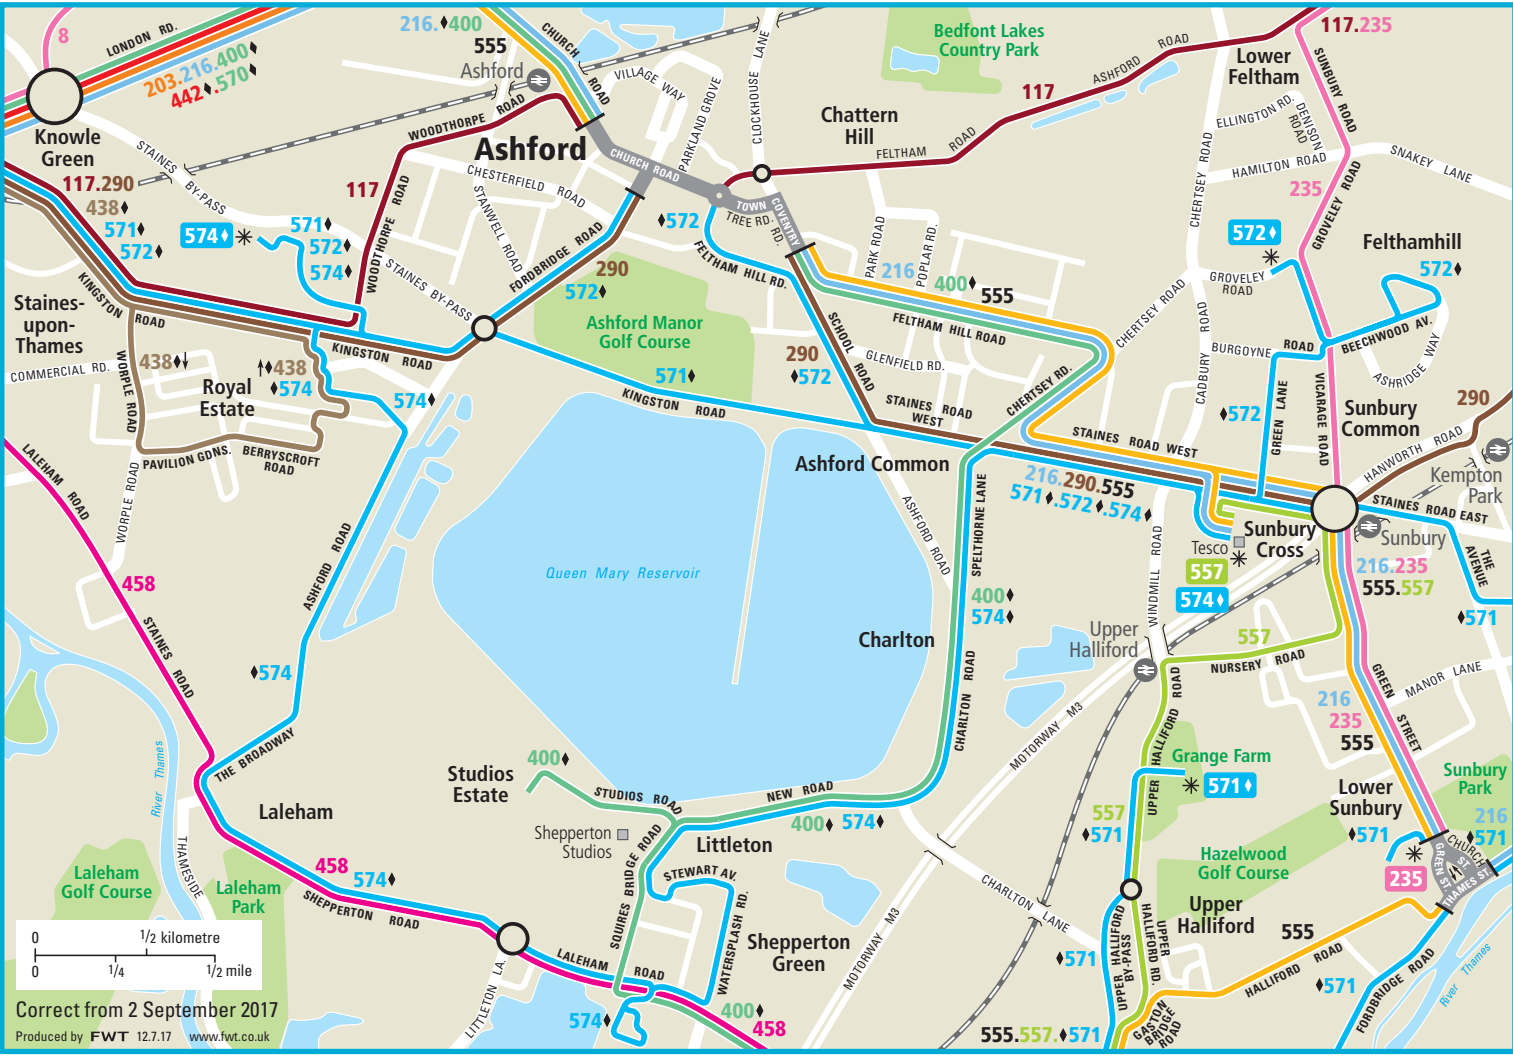 8
LONDON RD.
203.216.400♦
442♦.570♦
216.♦400
555
CHURCH
ROAD
Ashford
VILLAGE WAY
PARKLAND GROVE
CLOCKHOUSE LANE
Bedfont Lakes
Country Park
117
ASHFORD ROAD
Lower
Feltham
117.235
SUNBURY ROAD
ELLINGTON RD.
DENISON
ROAD
HAMILTON ROAD
SNAKEY LANE
Knowle
Green
STAINES BY-PASS
WOODTHORPE ROAD
Ashford
CHURCH ROAD
Chattern
Hill
FELTHAM ROAD
CHERTSEY ROAD
235
GROVELEY ROAD
117.290
438♦
571♦
572♦
574♦
571♦
572♦
574♦
117
WOODTHORPE ROAD
CHESTERFIELD ROAD
STANWELL ROAD
STAINES BY-PASS
FORDBRIDGE ROAD
♦572
TOWN
TREE RD.
COVENTRY
RD.
FELTHAM HILL RD.
PARK ROAD
POPLAR RD.
572♦
GROVELEY
ROAD
Felthamhill
572♦
290
572♦
216
400♦
555
FELTHAM HILL ROAD
CHERTSEY ROAD
CADBURY ROAD
BURGOYNE ROAD
BEECHWOOD AV.
ASHRIDGE WAY
Staines-
upon-
Thames
KINGSTON ROAD
COMMERCIAL RD.
WORPLE ROAD
438♦↓
↑♦438
♦574
Royal
Estate
KINGSTON ROAD
574♦
Ashford Manor
Golf Course
571♦
KINGSTON ROAD
SCHOOL ROAD
290
♦572
GLENFIELD RD.
STAINES ROAD
WEST
CHERTSEY RD.
STAINES ROAD WEST
♦572
GREEN LANE
VICARAGE ROAD
Sunbury
Common
290
HANWORTH ROAD
Kempton
Park
LALEHAM ROAD
PAVILION GDNS.
BERRYSCROFT
ROAD
WORPLE ROAD
Ashford Common
ASHFORD ROAD
SPELTHORNE LANE
216.290.555
571♦.572♦.574♦
WINDMILL ROAD
Tesco
557
574♦
Sunbury
Cross
Sunbury
STAINES ROAD EAST
THE
AVENUE
216.235
555.557
♦571
Queen Mary Reservoir
458
ASHFORD ROAD
STAINES ROAD
400♦
574♦
Charlton
Upper
Halliford
557
NURSERY ROAD
MANOR LANE
♦574
THE BROADWAY
River Thames
CHARLTON ROAD
MOTORWAY M3
UPPER HALLIFORD ROAD
GREEN STREET
216
235
555
Grange Farm
571♦
Sunbury
Park
Studios
Estate
400♦
STUDIOS ROAD
NEW ROAD
400♦ 574♦
Littleton
Shepperton
Studios
Laleham
THAMESIDE
557
♦571
Lower
Sunbury
♦571
216
♦571
235
CHURCH
ST.
GREEN ST.
THAMES ST.
Hazelwood
Golf Course
Laleham
Golf Course
Laleham
Park
458
574♦
SHEPPERTON ROAD
STEWART AV.
SQUIRES BRIDGE ROAD
WATERSPLASH RD.
CHARLTON LANE
Upper
Halliford
UPPER HALLIFORD
BY-PASS
UPPER
HALLIFORD RD.
555
HALLIFORD ROAD
♦571
♦571
FORDBRIDGE ROAD
River Thames
Shepperton
Green
MOTORWAY M3
LALEHAM ROAD
LITTLETON LA.
574♦
400♦
458
555.557.♦571
GASTON
BRIDGE
ROAD
0 1/2 kilometre
0 1/4 1/2 mile
Correct from 2 September 2017
Produced by FWT 12.7.17 www.fwt.co.uk